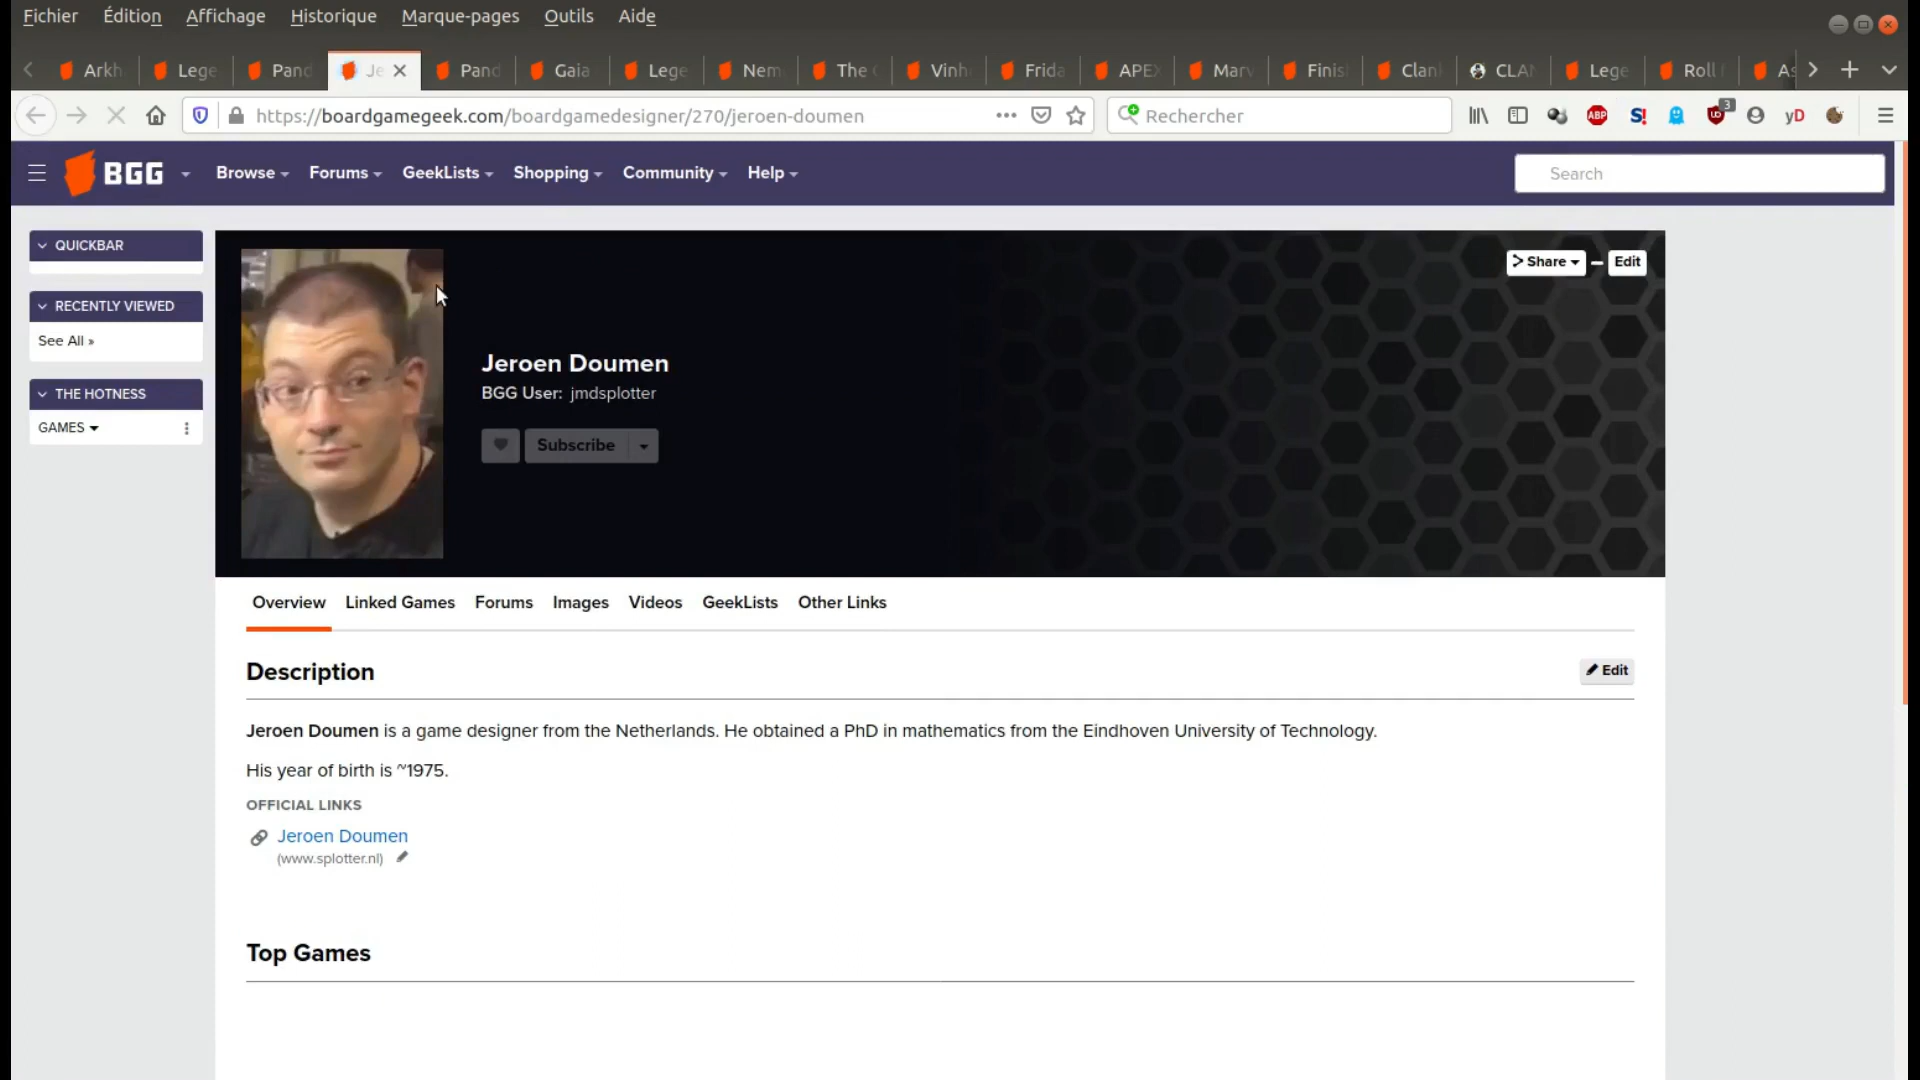 Fichier Édition Affichage Historique Marque-pages Outils Aide
Arkh Lege Pand Je Pand Gaia Lege Nem The Vinh Frida APEX Marv Finis Clan CLAN Lege Roll As
https://boardgamegeek.com/boardgamedesigner/270/jeroen-doumen Rechercher ABP S! 3 yD
BGG Browse Forums GeekLists Shopping Community Help Search
QUICKBAR
RECENTLY VIEWED
See All »
THE HOTNESS
GAMES
Share Edit
Jeroen Doumen
BGG User: jmdsplotter
Subscribe
Overview Linked Games Forums Images Videos GeekLists Other Links
Description Edit
Jeroen Doumen is a game designer from the Netherlands. He obtained a PhD in mathematics from the Eindhoven University of Technology.
His year of birth is ~1975.
OFFICIAL LINKS
Jeroen Doumen
(www.splotter.nl)
Top Games